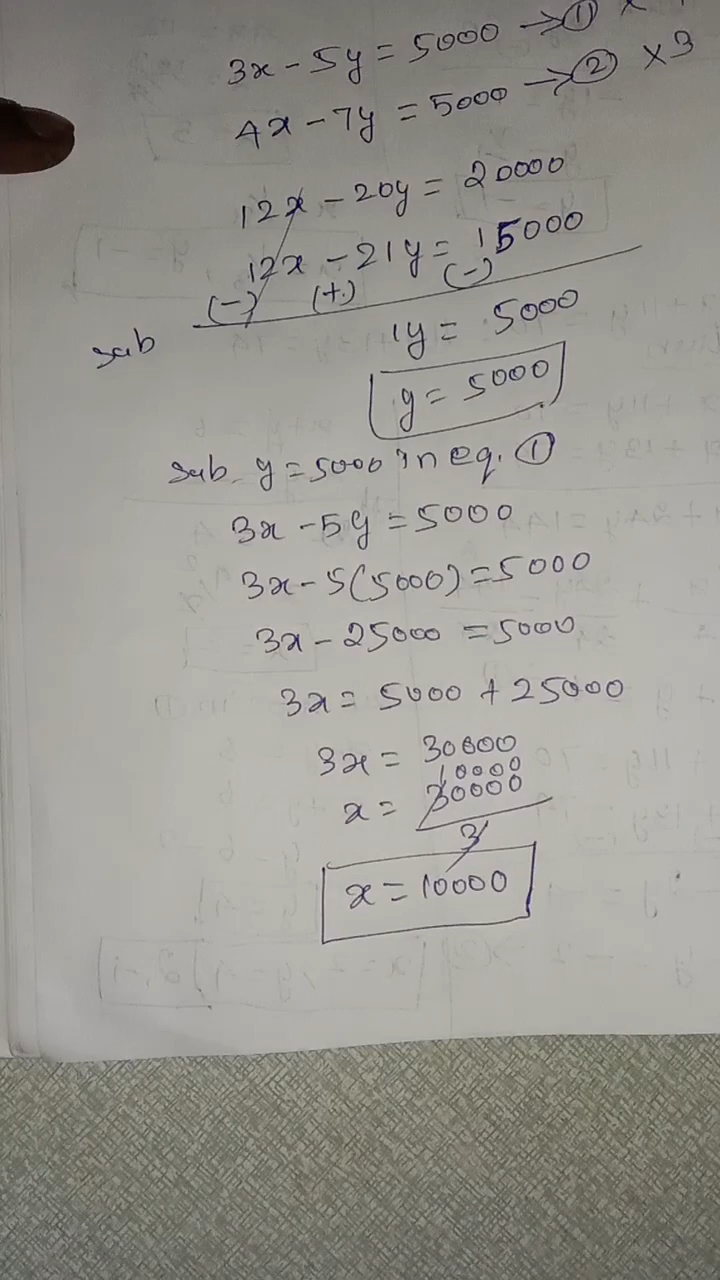 3x - 5y = 5000 → ① ×
4x - 7y = 5000 → ② × 3
12x - 20y = 20000
12x - 21y = 15000
(-) (+) (-)
sub
1y = 5000
y = 5000
sub y = 5000 in eq. ①
3x - 5y = 5000
3x - 5(5000) = 5000
3x - 25000 = 5000
3x = 5000 + 25000
3x = 30000
10000
x = 30000
3
x = 10000